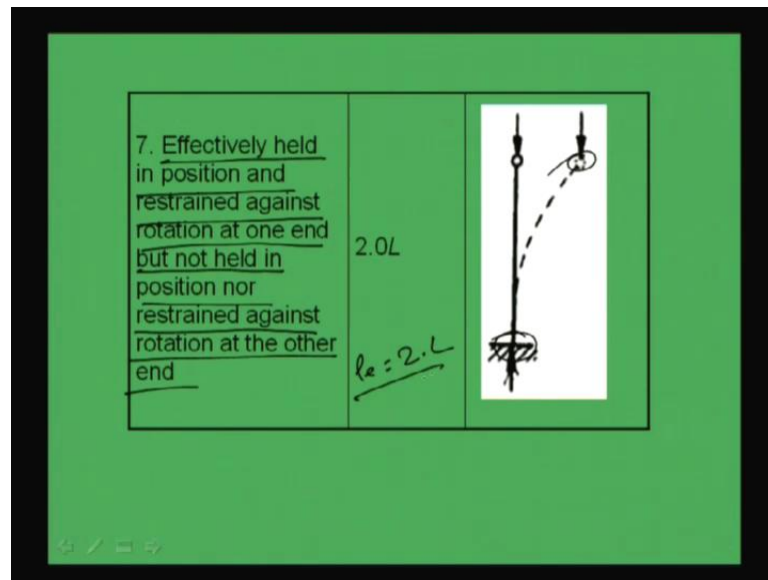 7. Effectively held
in position and
restrained against
rotation at one end
but not held in
position nor
restrained against
rotation at the other
end
2.0L
le = 2.L